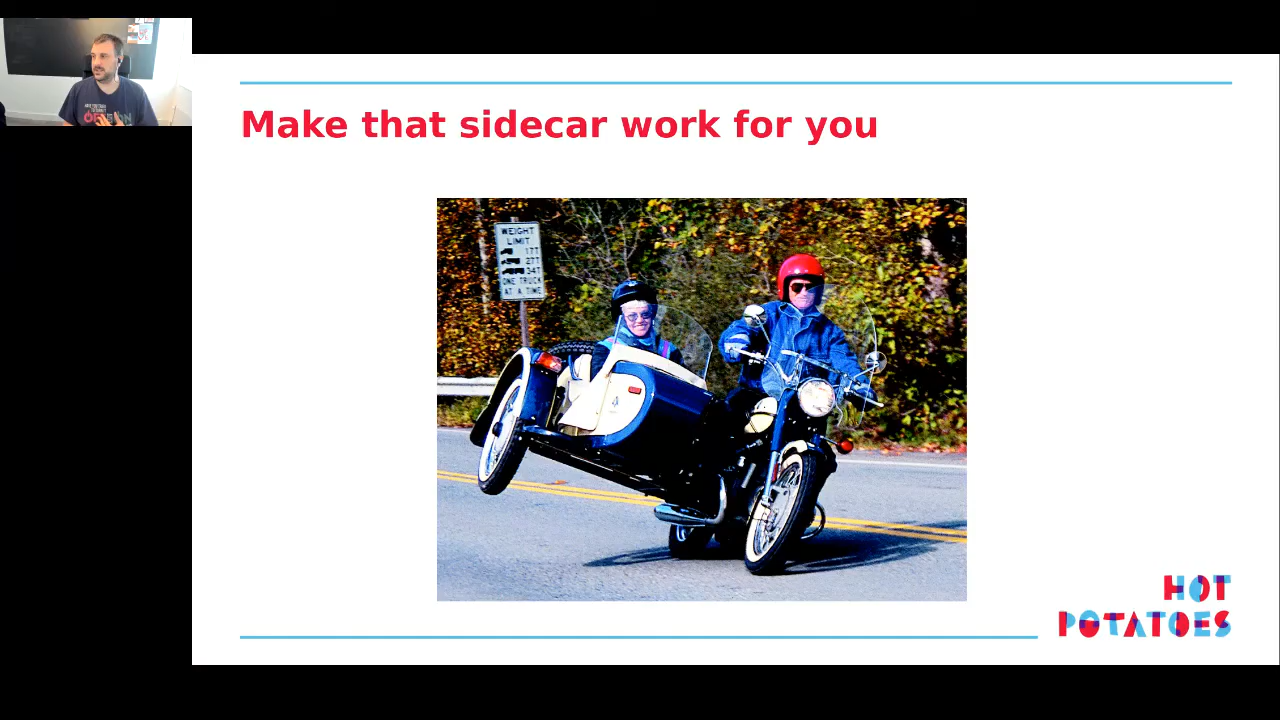 Make that sidecar work for you
WEIGHT
LIMIT
17T
27T
34T
ONE TRUCK
AT A TIME
HOT
POTATOES